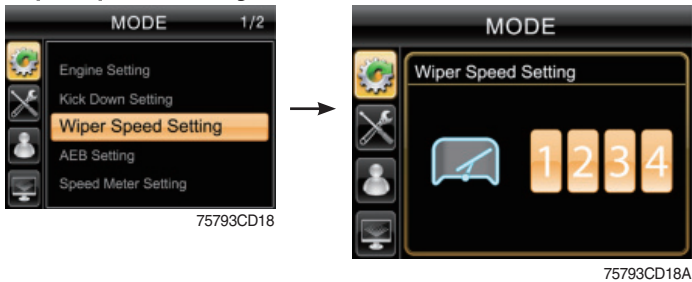 MODE 1/2
Engine Setting
Kick Down Setting
Wiper Speed Setting
AEB Setting
Speed Meter Setting
75793CD18
MODE
Wiper Speed Setting
1 2 3 4
75793CD18A